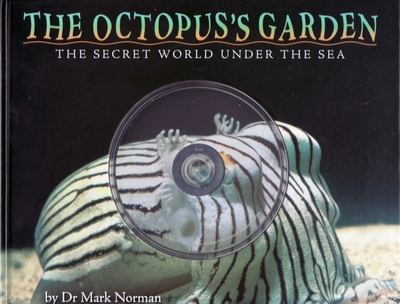 THE OCTOPUS'S GARDEN
THE SECRET WORLD UNDER THE SEA
by Dr Mark Norman